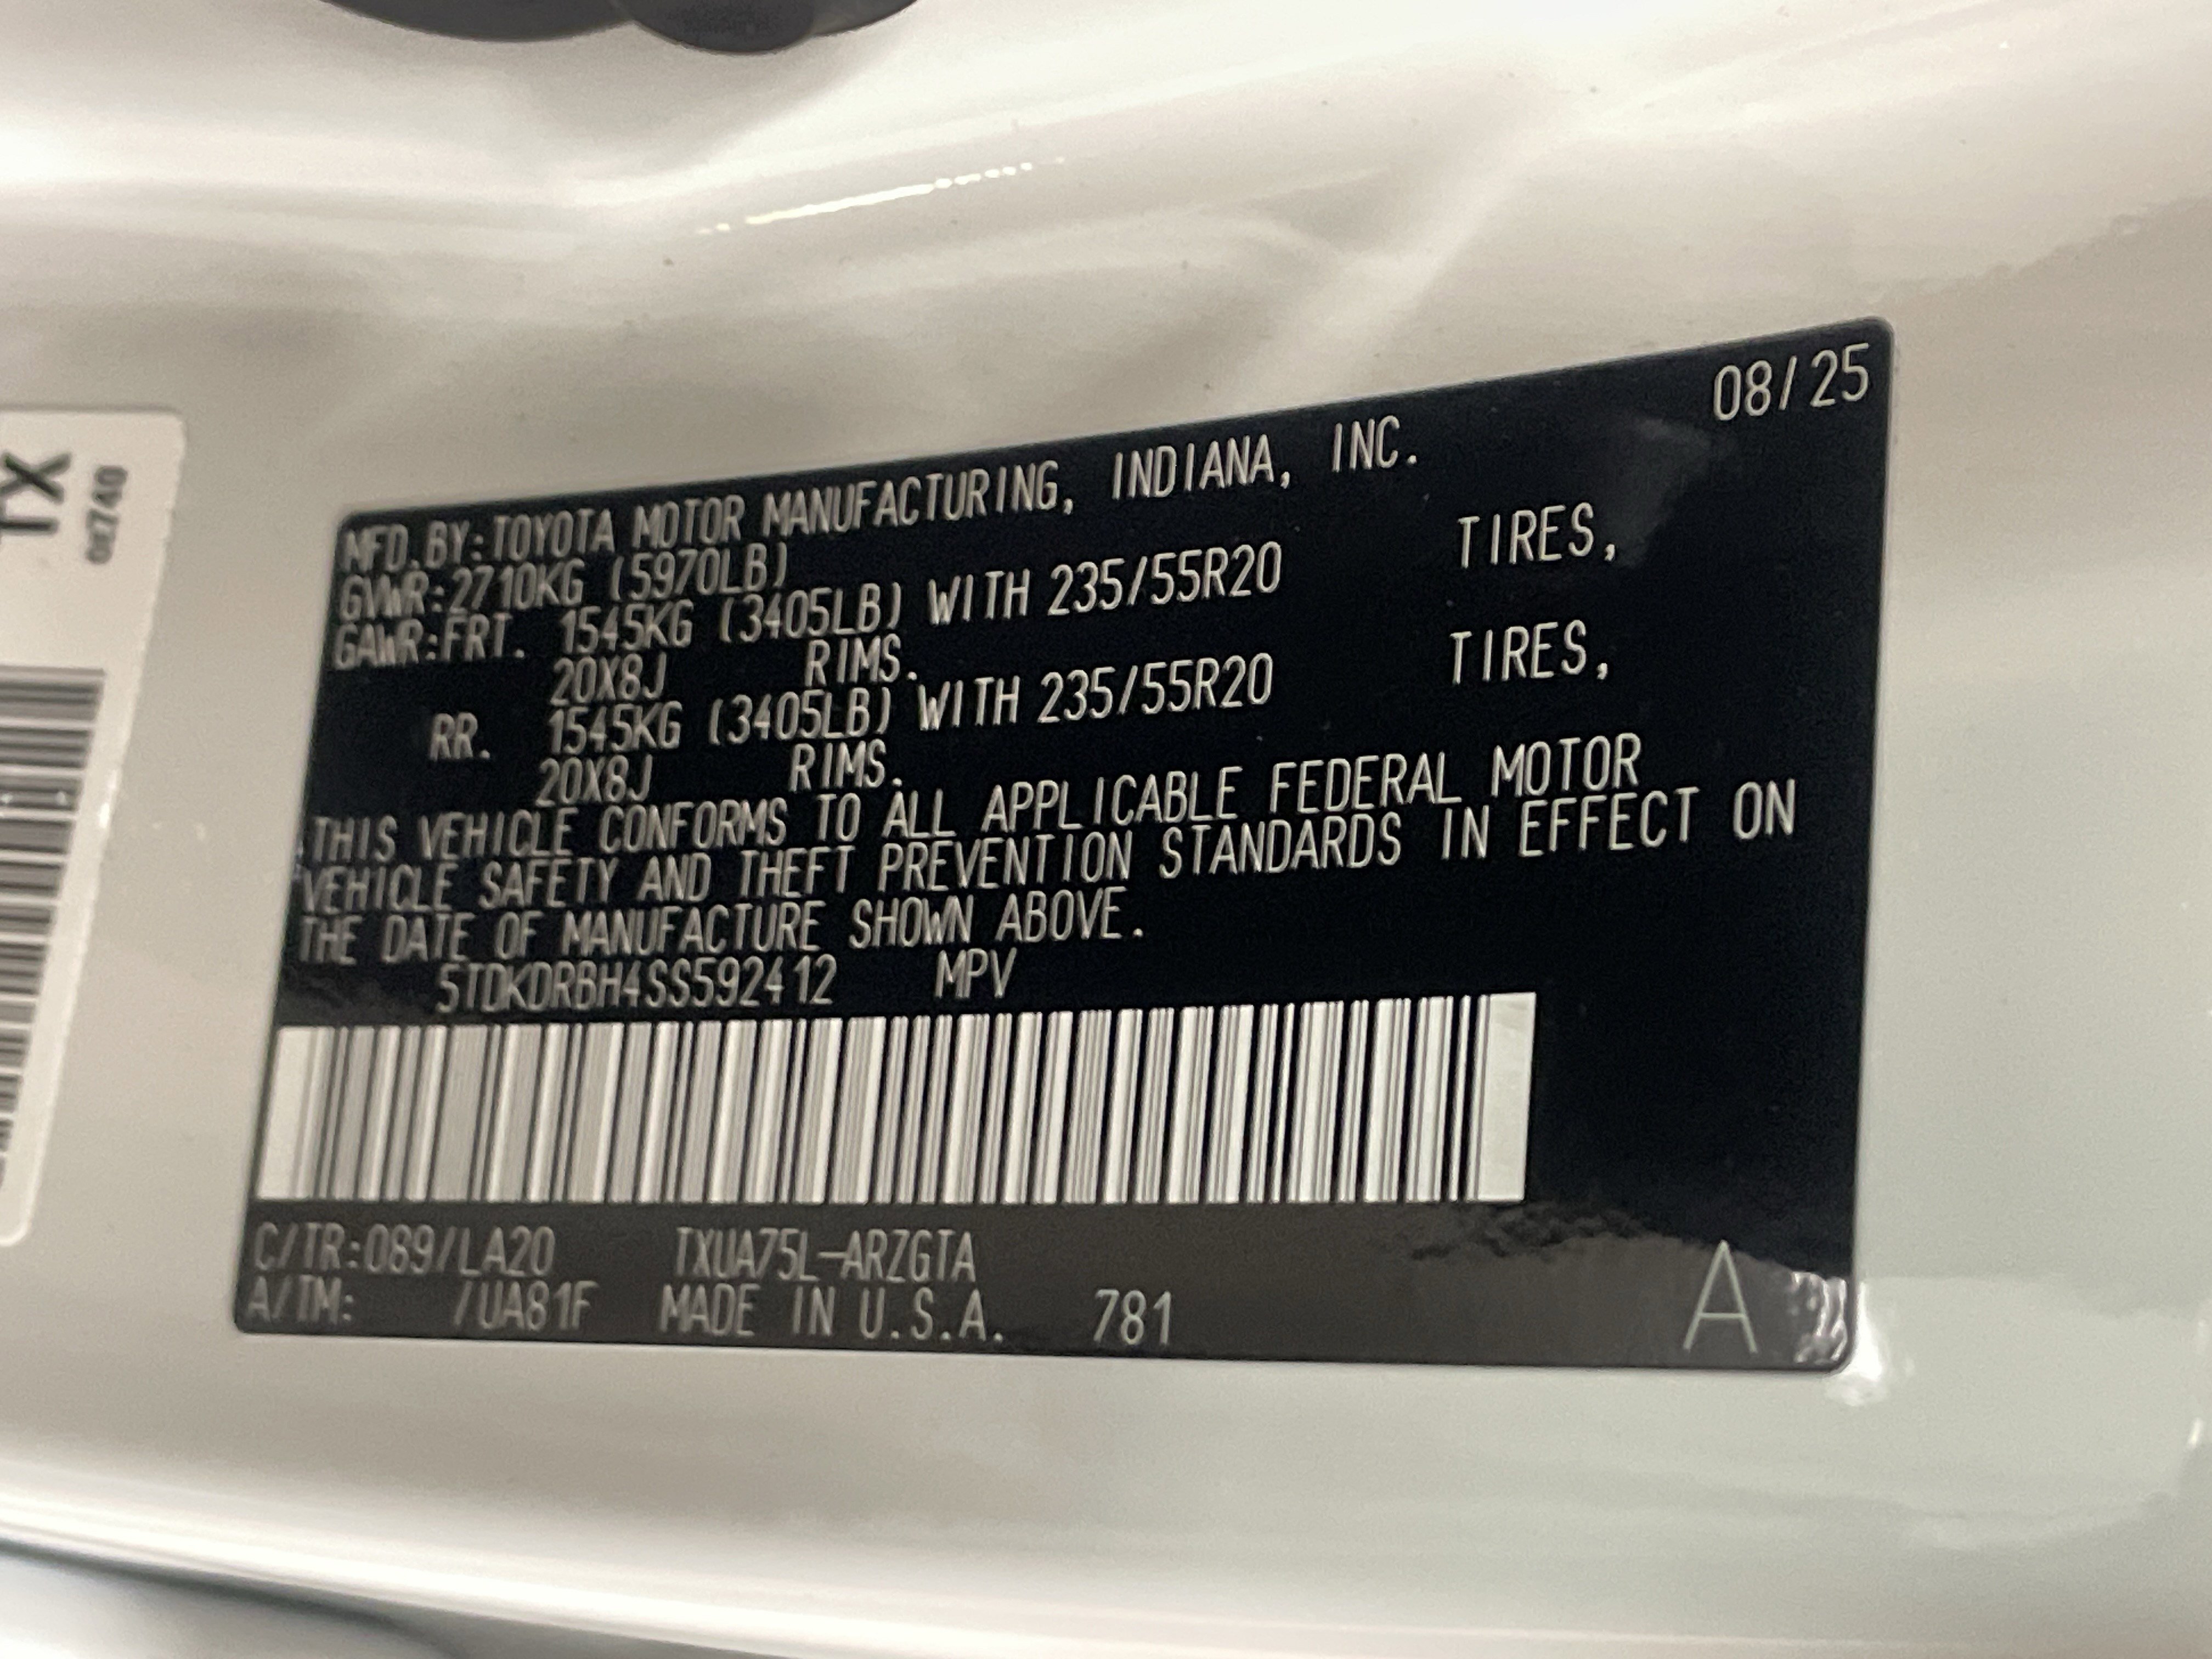 TX
08/25
MFD.BY:TOYOTA MOTOR MANUFACTURING, INDIANA, INC.
GVWR:2710KG (5970LB)
GAWR:FRT. 1545KG (3405LB) WITH 235/55R20 TIRES,
20X8J RIMS.
RR. 1545KG (3405LB) WITH 235/55R20 TIRES,
20X8J RIMS.
THIS VEHICLE CONFORMS TO ALL APPLICABLE FEDERAL MOTOR
VEHICLE SAFETY AND THEFT PREVENTION STANDARDS IN EFFECT ON
THE DATE OF MANUFACTURE SHOWN ABOVE.
5TDKDRBH4SS592412 MPV
C/TR:089/LA20 TXUA75L-ARZGTA
A/TM: /UA81F MADE IN U.S.A. 781 A